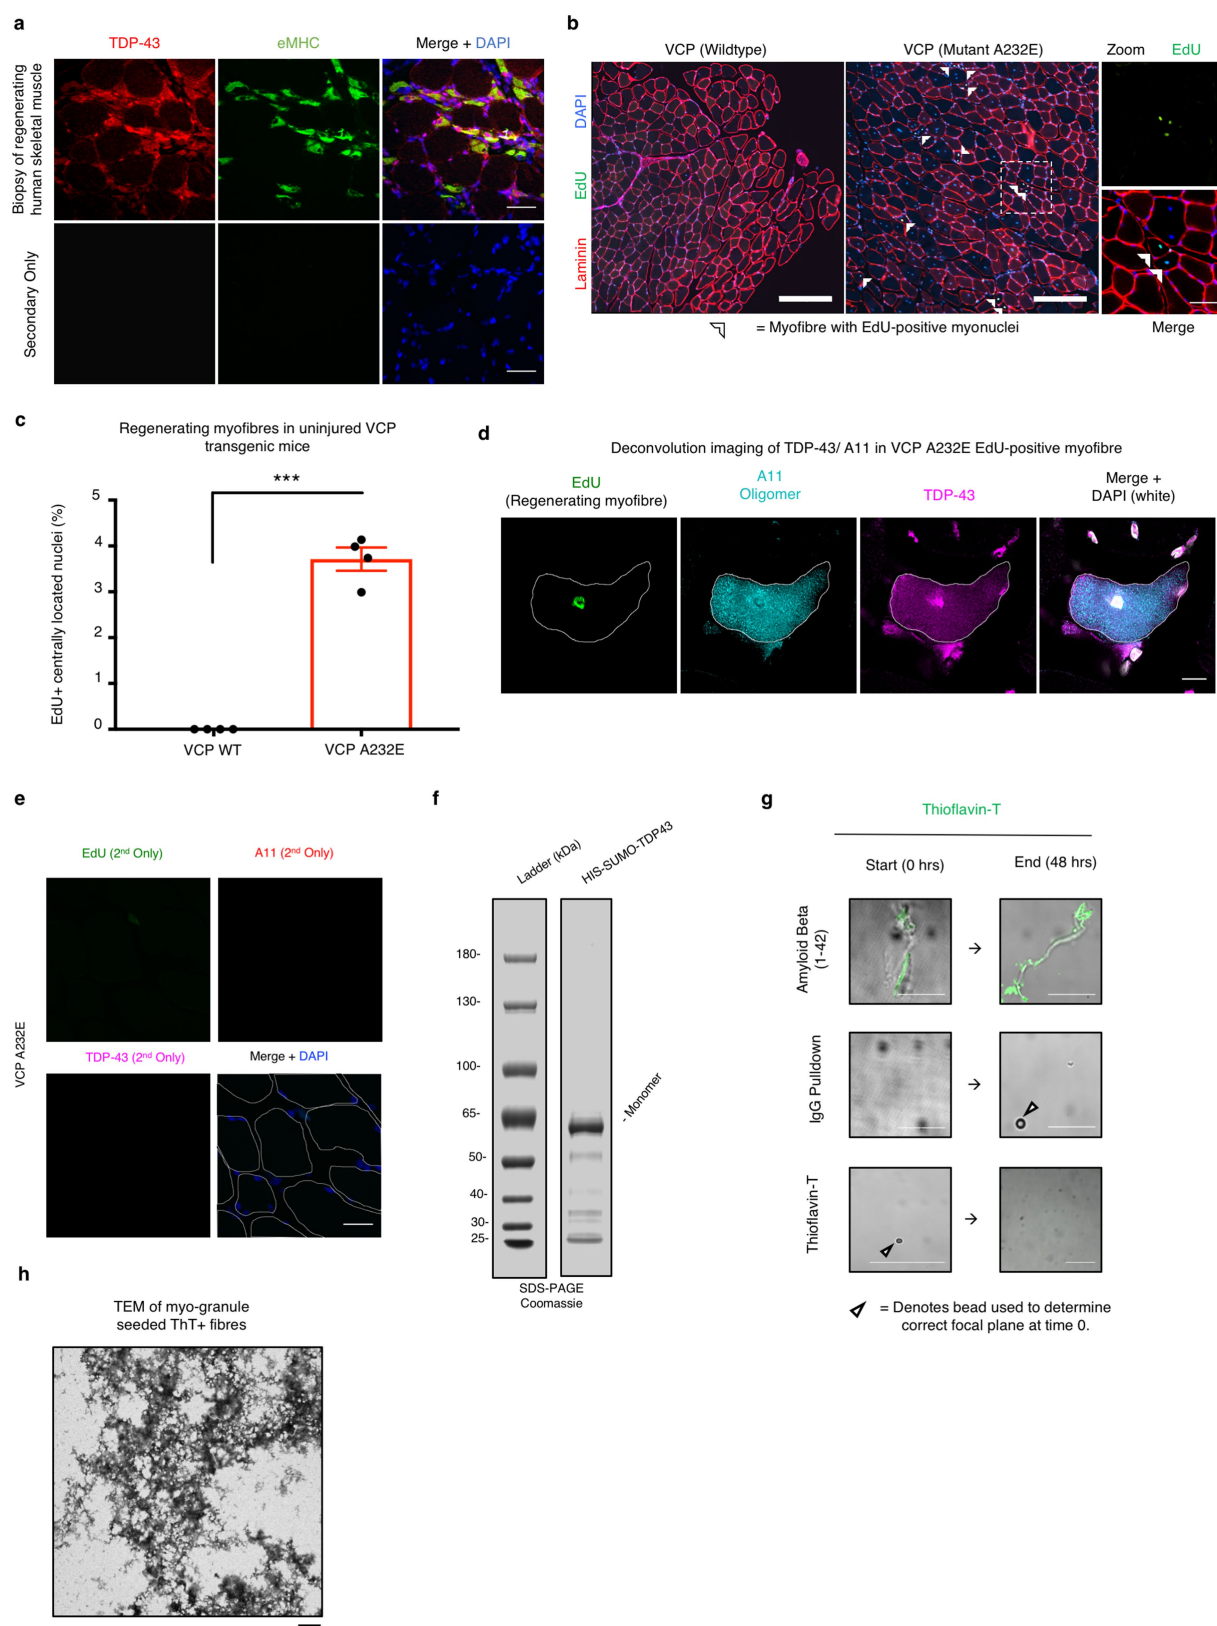 a
TDP-43
eMHC
Merge + DAPI
Biopsy of regenerating
human skeletal muscle
Secondary Only
b
VCP (Wildtype)
VCP (Mutant A232E)
Zoom
EdU
Laminin EdU DAPI
= Myofibre with EdU-positive myonuclei
Merge
c
Regenerating myofibres in uninjured VCP
transgenic mice
***
EdU+ centrally located nuclei (%)
5
4
3
2
1
0
VCP WT
VCP A232E
d
Deconvolution imaging of TDP-43/ A11 in VCP A232E EdU-positive myofibre
EdU
(Regenerating myofibre)
A11
Oligomer
TDP-43
Merge +
DAPI (white)
e
EdU (2nd Only)
A11 (2nd Only)
VCP A232E
TDP-43 (2nd Only)
Merge + DAPI
f
Ladder (kDa)
HIS-SUMO-TDP43
180-
130-
100-
65-
50-
40-
30-
25-
- Monomer
SDS-PAGE
Coomassie
g
Thioflavin-T
Start (0 hrs)
End (48 hrs)
Amyloid Beta
(1-42)
→
IgG Pulldown
→
Thioflavin-T
→
= Denotes bead used to determine
correct focal plane at time 0.
h
TEM of myo-granule
seeded ThT+ fibres